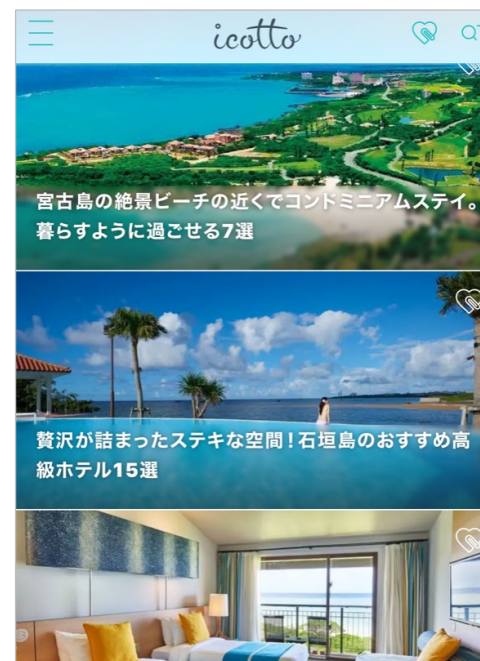 icotto
宮古島の絶景ビーチの近くでコンドミニアムステイ。
暮らすように過ごせる7選
贅沢が詰まったステキな空間！石垣島のおすすめ高
級ホテル15選